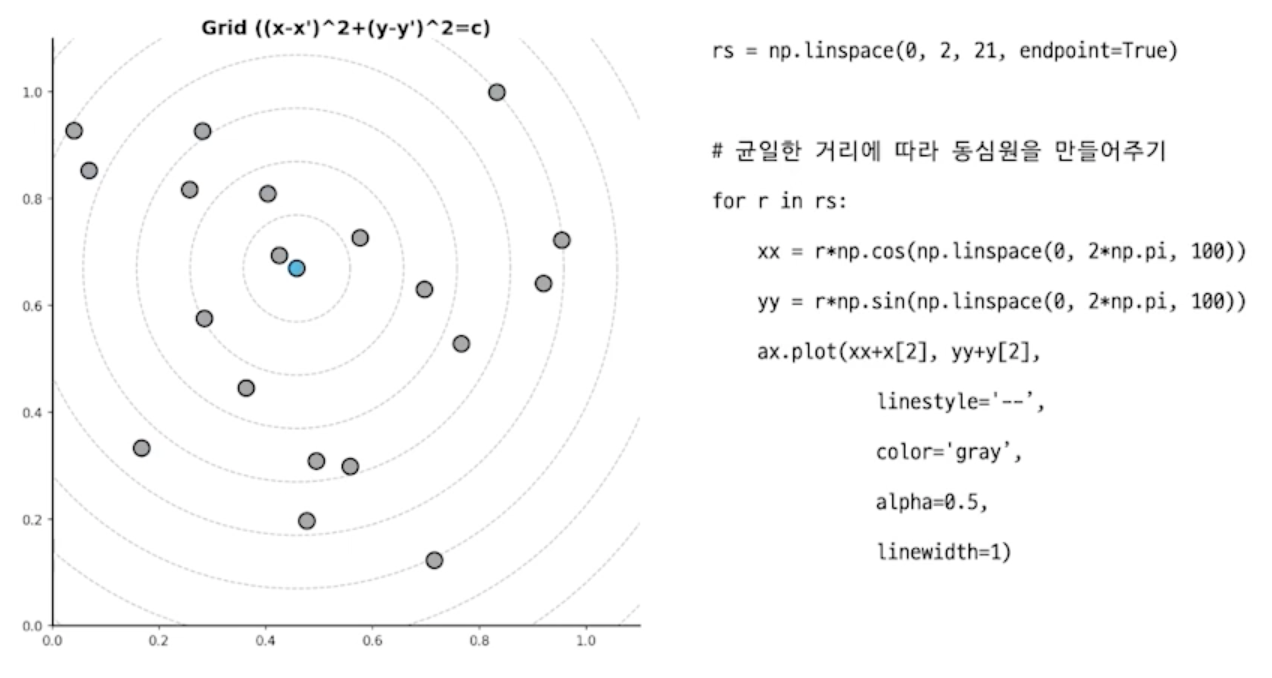 Grid ((x-x')^2+(y-y')^2=c)
1.0
0.8
0.6
0.4
0.2
0.0
0.0 0.2 0.4 0.6 0.8 1.0
rs = np.linspace(0, 2, 21, endpoint=True)
# 균일한 거리에 따라 동심원을 만들어주기
for r in rs:
xx = r*np.cos(np.linspace(0, 2*np.pi, 100))
yy = r*np.sin(np.linspace(0, 2*np.pi, 100))
ax.plot(xx+x[2], yy+y[2],
linestyle='--’,
color='gray’,
alpha=0.5,
linewidth=1)